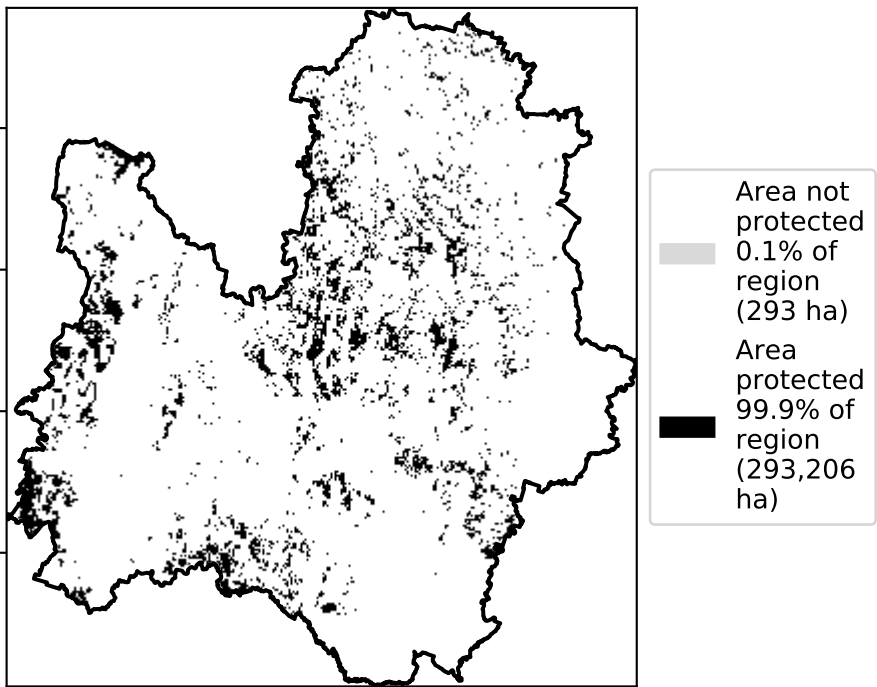 Area not
protected
0.1% of
region
(293 ha)
Area
protected
99.9% of
region
(293,206
ha)